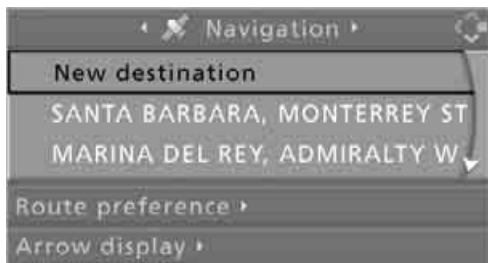 Navigation
New destination
SANTA BARBARA, MONTERREY ST
MARINA DEL REY, ADMIRALTY W
Route preference
Arrow display